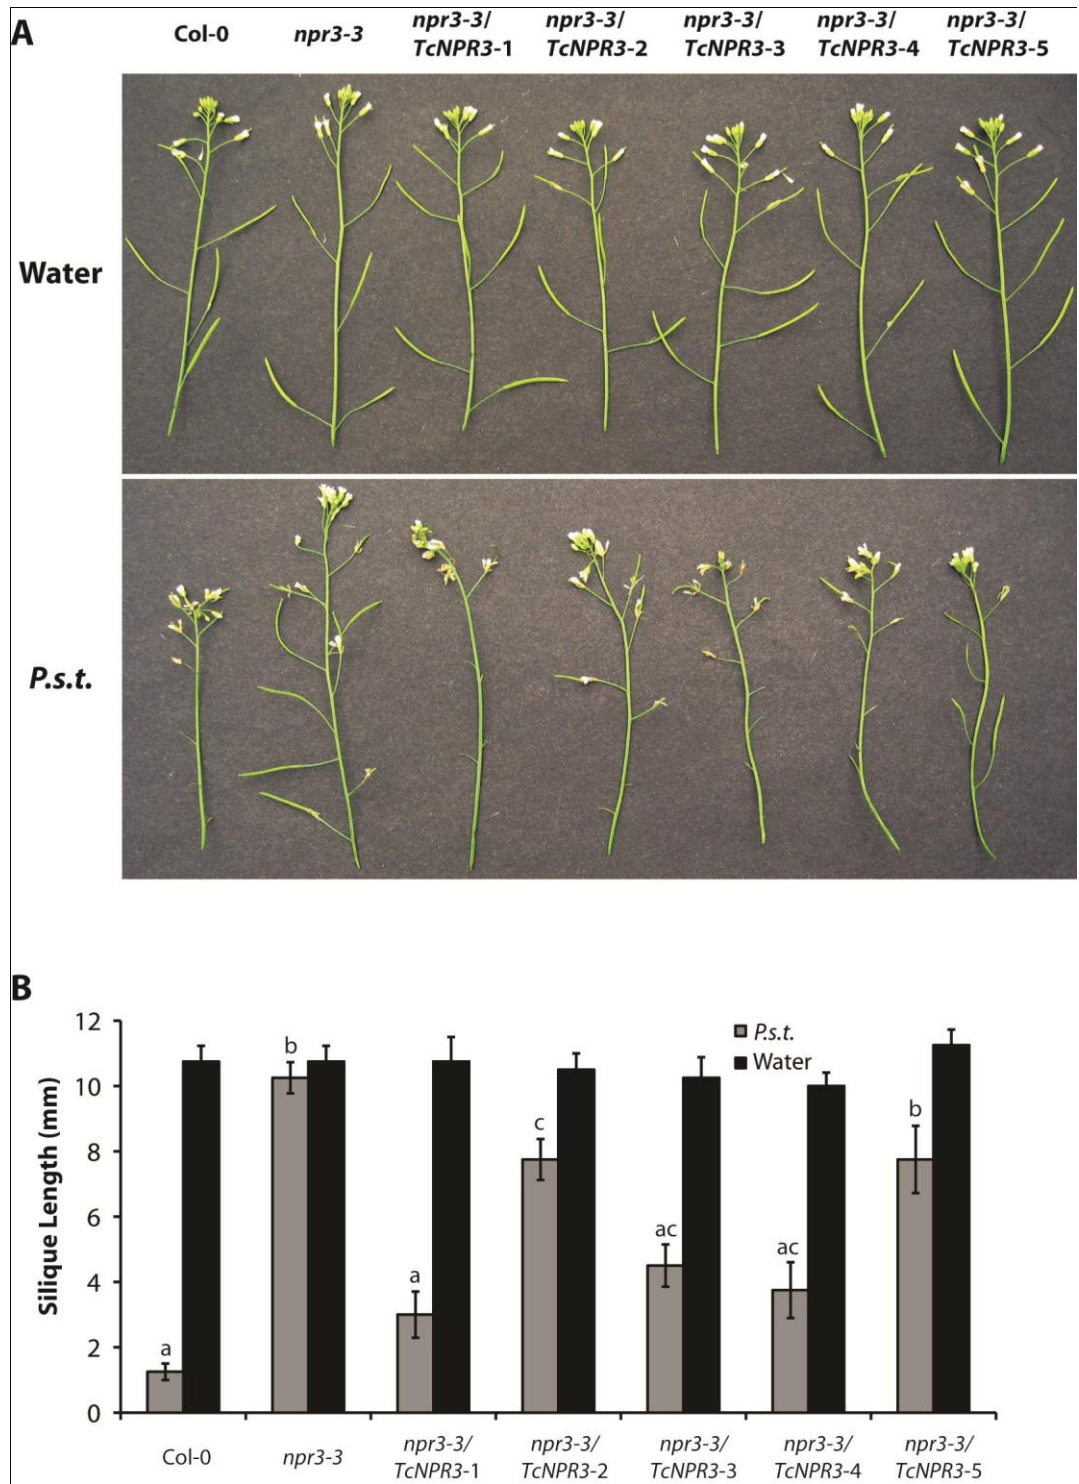 A
Col-0
npr3-3
npr3-3/
TcNPR3-1
npr3-3/
TcNPR3-2
npr3-3/
TcNPR3-3
npr3-3/
TcNPR3-4
npr3-3/
TcNPR3-5
Water
P.s.t.
B
Silique Length (mm)
12
10
8
6
4
2
0
P.s.t.
Water
a
b
a
c
ac
ac
b
Col-0
npr3-3
npr3-3/
TcNPR3-1
npr3-3/
TcNPR3-2
npr3-3/
TcNPR3-3
npr3-3/
TcNPR3-4
npr3-3/
TcNPR3-5